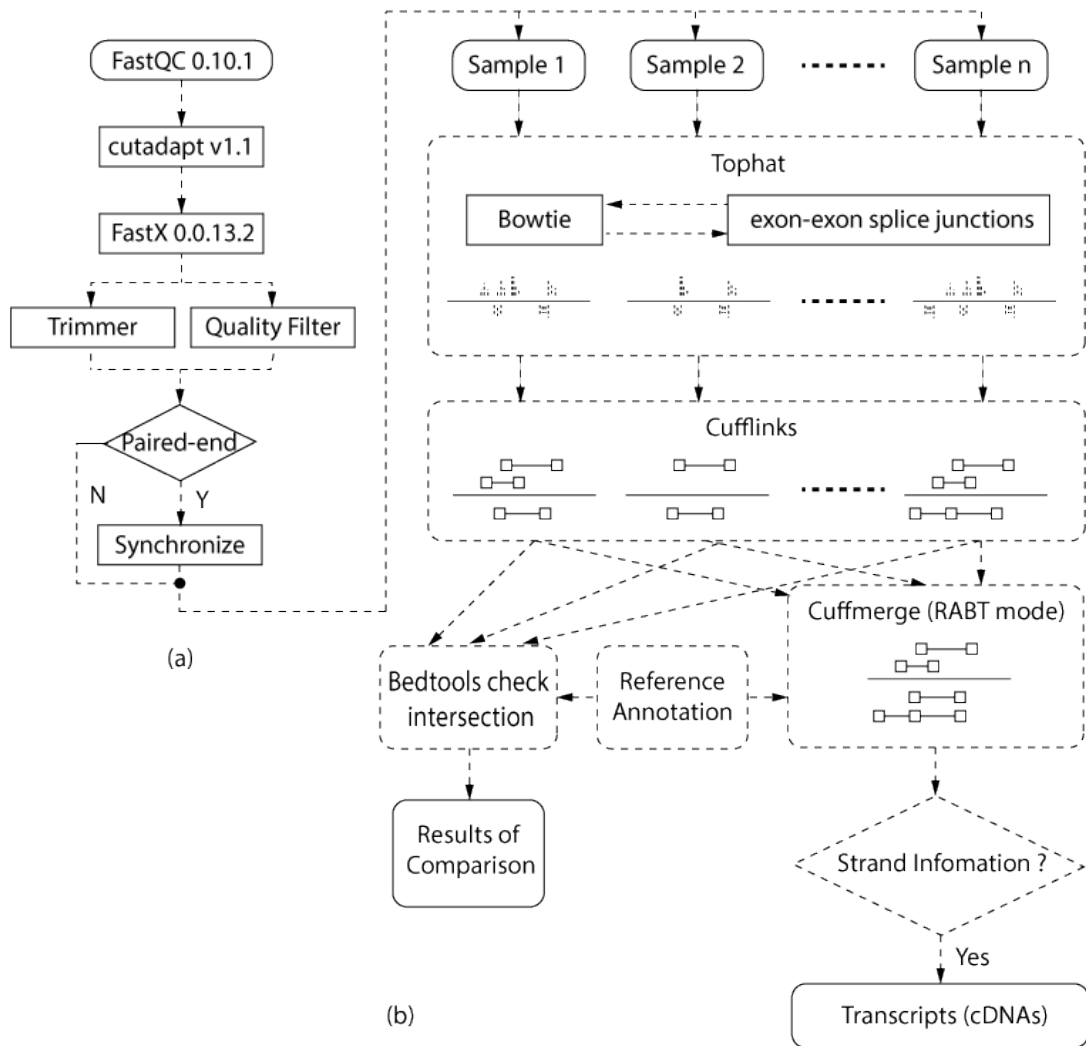 FastQC 0.10.1
cutadapt v1.1
FastX 0.0.13.2
Trimmer
Quality Filter
Paired-end
N
Y
Synchronize
(a)
Sample 1
Sample 2
Sample n
Tophat
Bowtie
exon-exon splice junctions
Cufflinks
Cuffmerge (RABT mode)
Bedtools check
intersection
Reference
Annotation
Results of
Comparison
Strand Infomation ?
Yes
Transcripts (cDNAs)
(b)